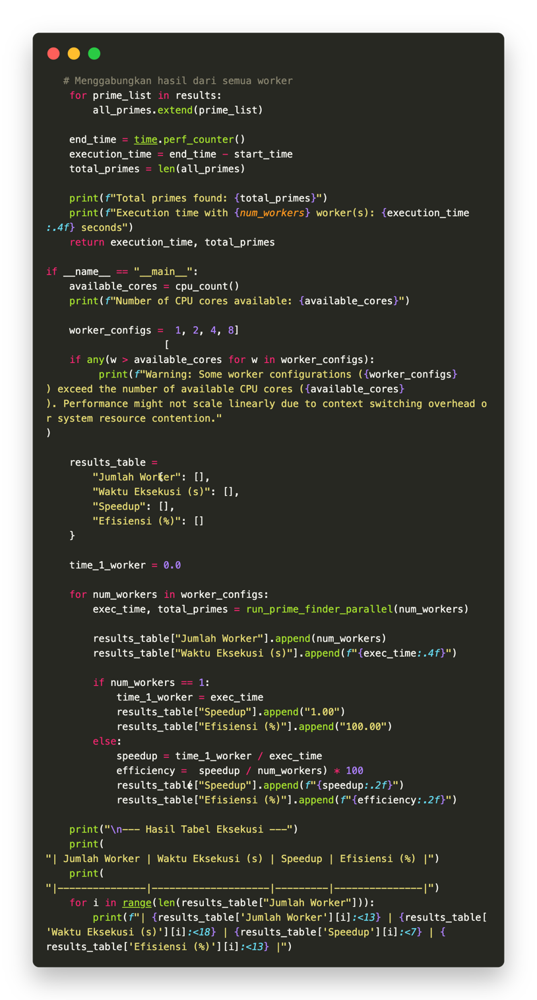 # Menggabungkan hasil dari semua worker
    for prime_list in results:
        all_primes.extend(prime_list)

    end_time = time.perf_counter()
    execution_time = end_time - start_time
    total_primes = len(all_primes)

    print(f"Total primes found: {total_primes}")
    print(f"Execution time with {num_workers} worker(s): {execution_time
:.4f} seconds")
    return execution_time, total_primes

if __name__ == "__main__":
    available_cores = cpu_count()
    print(f"Number of CPU cores available: {available_cores}")

    worker_configs =  1, 2, 4, 8]
                    [
    if any(w > available_cores for w in worker_configs):
         print(f"Warning: Some worker configurations ({worker_configs}
) exceed the number of available CPU cores ({available_cores}
). Performance might not scale linearly due to context switching overhead o
r system resource contention."
)

    results_table =
        "Jumlah Worker": [],
                   {
        "Waktu Eksekusi (s)": [],
        "Speedup": [],
        "Efisiensi (%)": []
    }

    time_1_worker = 0.0

    for num_workers in worker_configs:
        exec_time, total_primes = run_prime_finder_parallel(num_workers)

        results_table["Jumlah Worker"].append(num_workers)
        results_table["Waktu Eksekusi (s)"].append(f"{exec_time:.4f}")

        if num_workers == 1:
            time_1_worker = exec_time
            results_table["Speedup"].append("1.00")
            results_table["Efisiensi (%)"].append("100.00")
        else:
            speedup = time_1_worker / exec_time
            efficiency =  speedup / num_workers) * 100
            results_table["Speedup"].append(f"{speedup:.2f}")
                        (
            results_table["Efisiensi (%)"].append(f"{efficiency:.2f}")

    print("\n--- Hasil Tabel Eksekusi ---")
    print(
"| Jumlah Worker | Waktu Eksekusi (s) | Speedup | Efisiensi (%) |")
    print(
"|---------------|--------------------|---------|---------------|")
    for i in range(len(results_table["Jumlah Worker"])):
        print(f"| {results_table['Jumlah Worker'][i]:<13} | {results_table[
'Waktu Eksekusi (s)'][i]:<18} | {results_table['Speedup'][i]:<7} | {
results_table['Efisiensi (%)'][i]:<13} |")